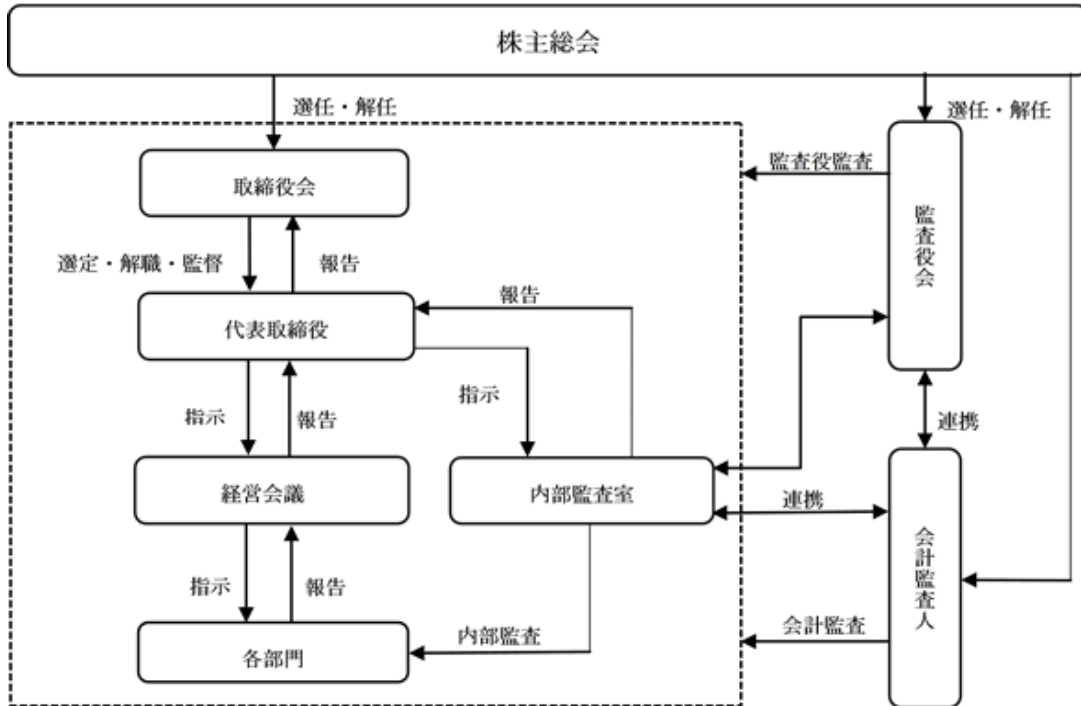 株主総会
選任・解任
選任・解任
取締役会
監査役監査
監査役会
選定・解職・監督
報告
報告
代表取締役
指示
報告
指示
連携
経営会議
内部監査室
連携
会計監査人
指示
報告
内部監査
会計監査
各部門